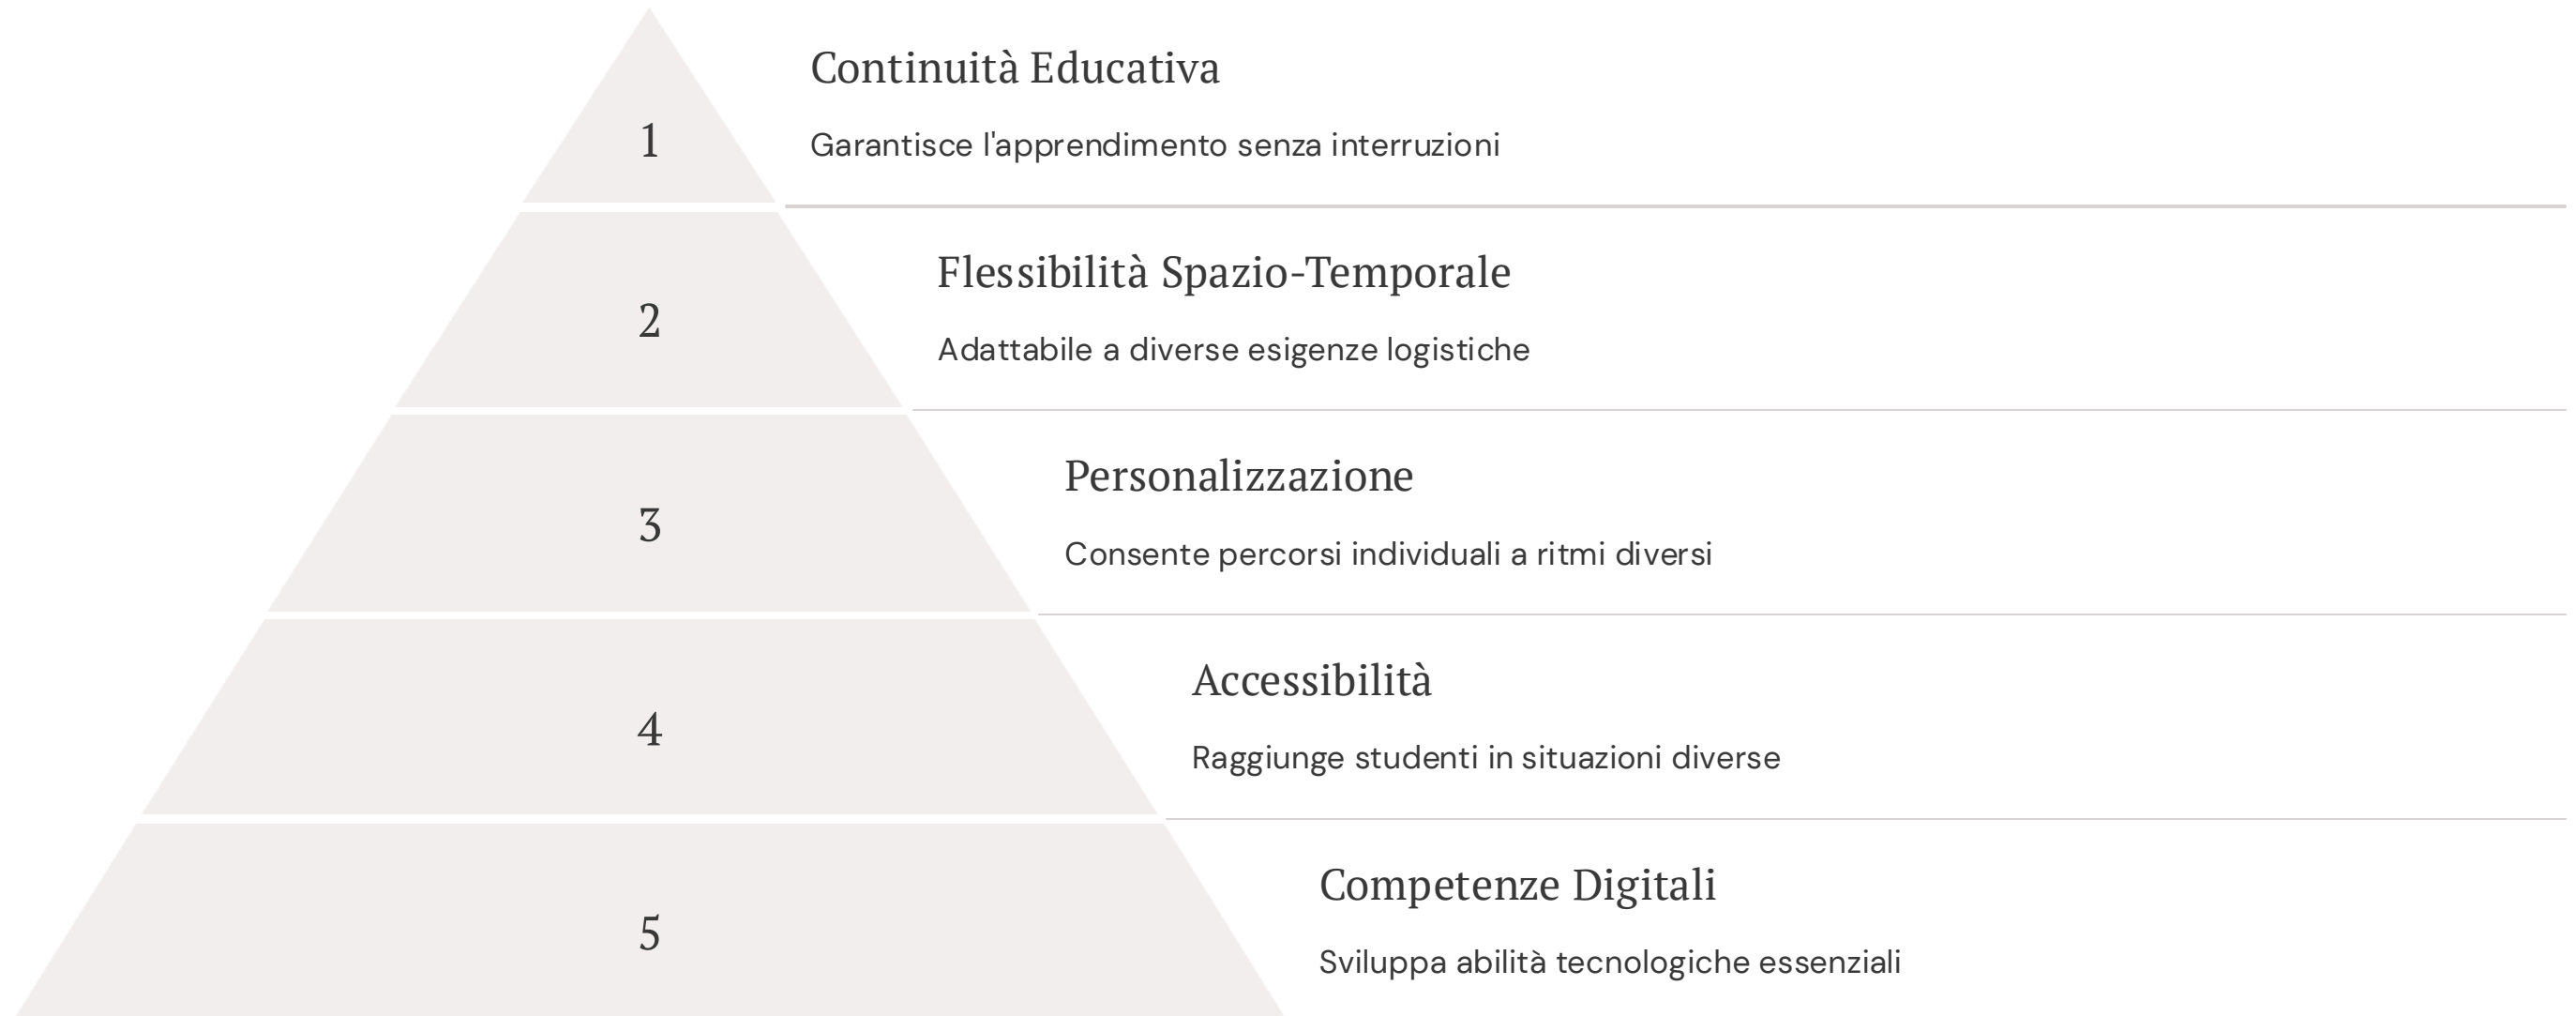 Continuità Educativa
1
Garantisce l'apprendimento senza interruzioni
Flessibilità Spazio-Temporale
2
Adattabile a diverse esigenze logistiche
Personalizzazione
3
Consente percorsi individuali a ritmi diversi
Accessibilità
4
Raggiunge studenti in situazioni diverse
Competenze Digitali
5
Sviluppa abilità tecnologiche essenziali